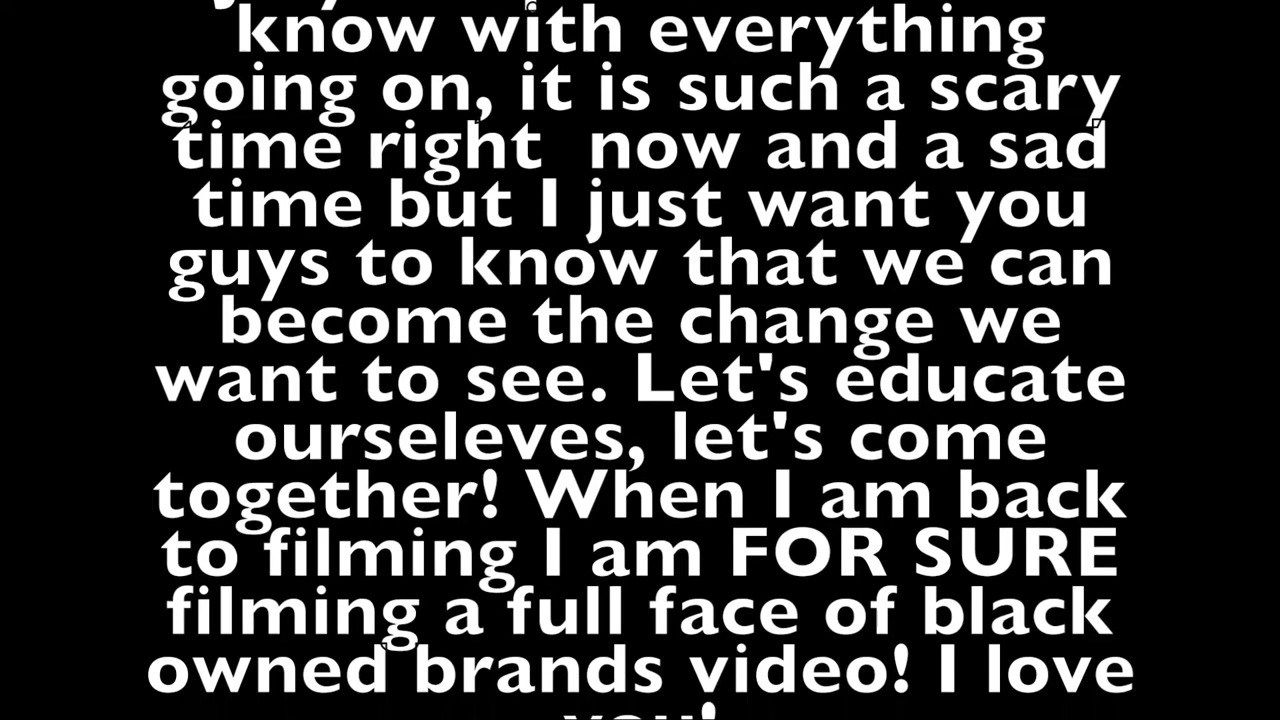 know with everything
going on, it is such a scary
time right  now and a sad
time but I just want you
guys to know that we can
become the change we
want to see. Let's educate
ourseleves, let's come
together! When I am back
to filming I am FOR SURE
filming a full face of black
owned brands video! I love
you!